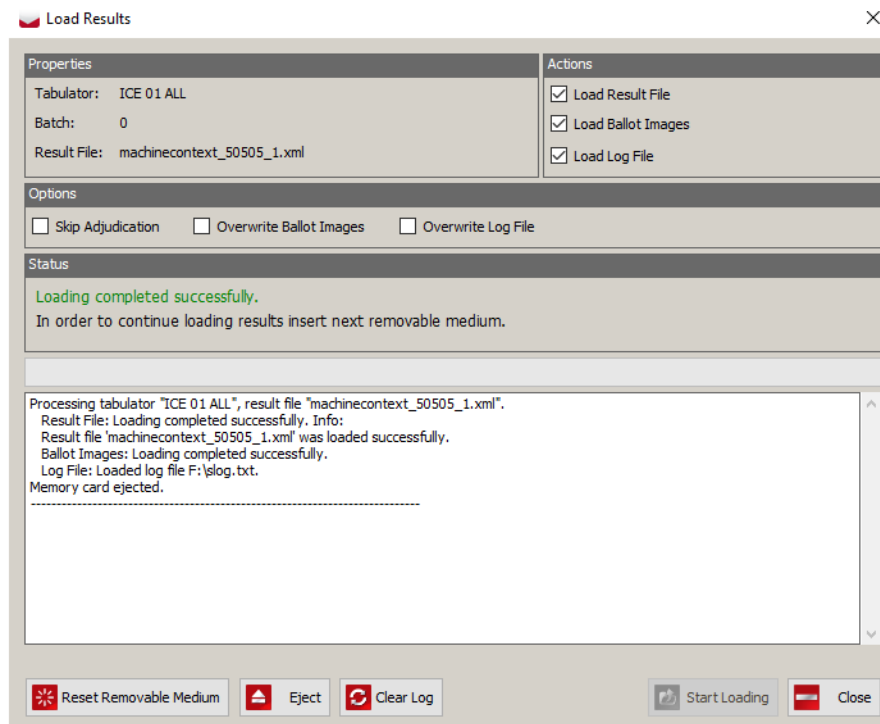 Load Results
Properties
Tabulator: ICE 01 ALL
Batch: 0
Result File: machinecontext_50505_1.xml
Actions
Load Result File
Load Ballot Images
Load Log File
Options
Skip Adjudication Overwrite Ballot Images Overwrite Log File
Status
Loading completed successfully.
In order to continue loading results insert next removable medium.
Processing tabulator "ICE 01 ALL", result file "machinecontext_50505_1.xml".
Result File: Loading completed successfully. Info:
Result file 'machinecontext_50505_1.xml' was loaded successfully.
Ballot Images: Loading completed successfully.
Log File: Loaded log file F:\slog.txt.
Memory card ejected.
--------------------------------------------------------------------------------
Reset Removable Medium Eject Clear Log Start Loading Close